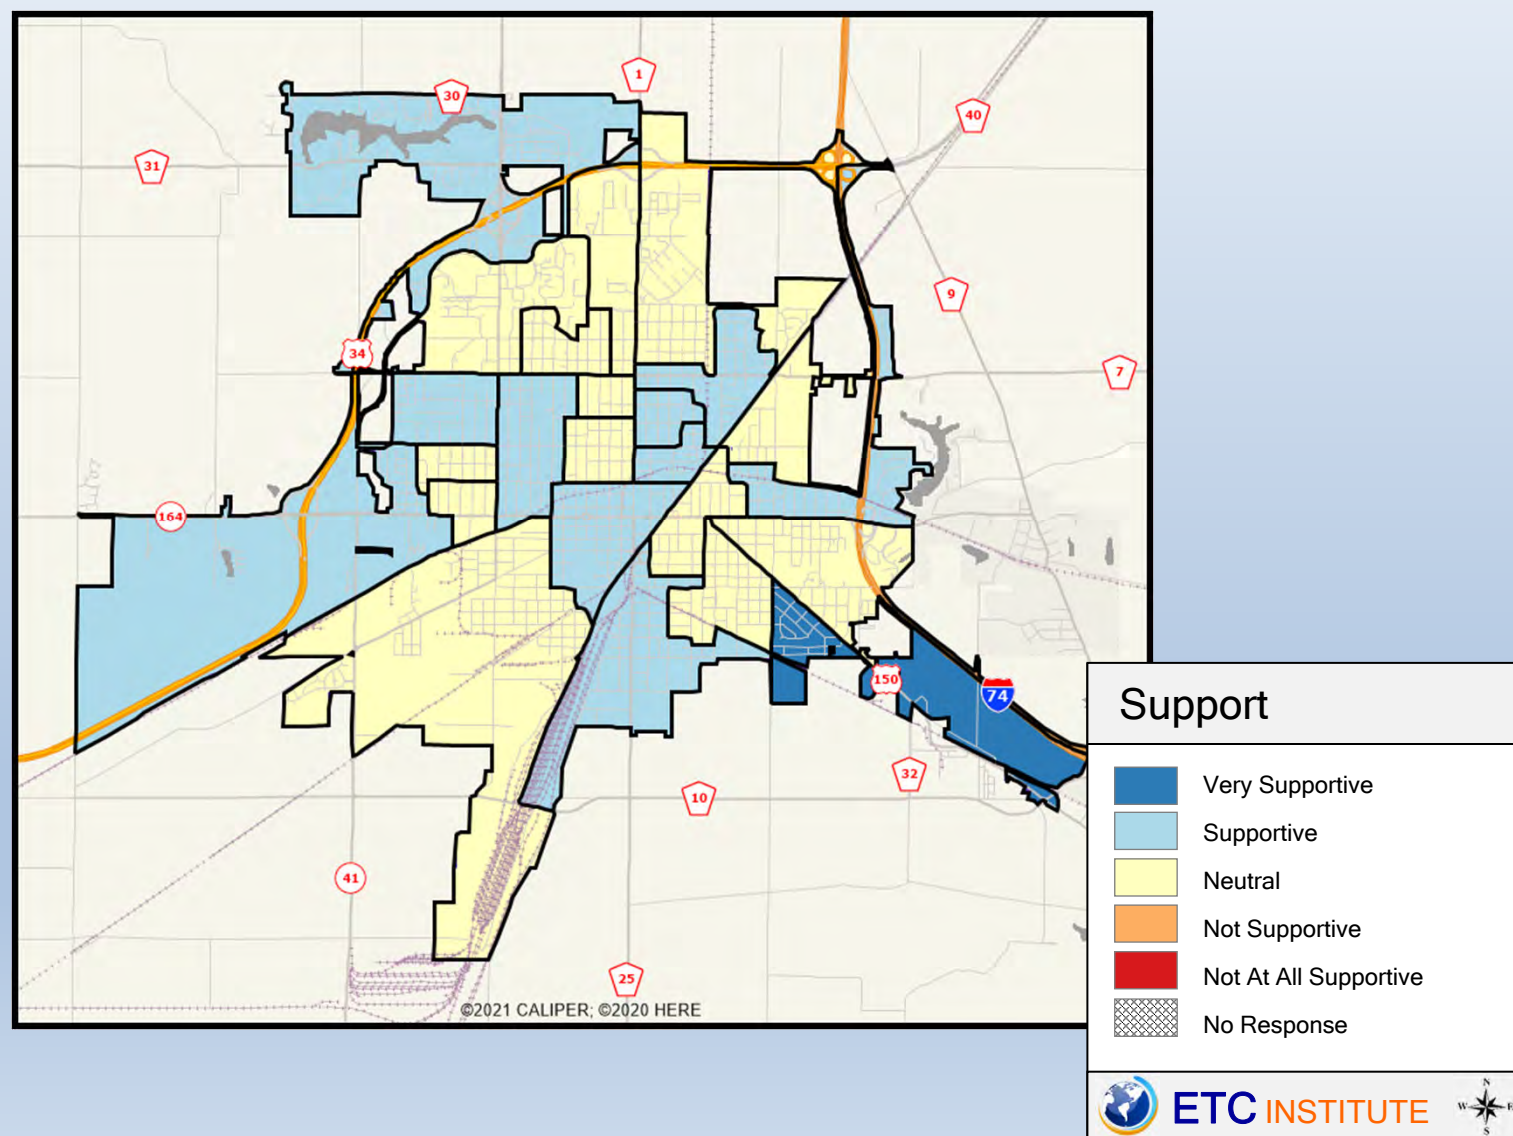 1
30
40
31
9
34
7
164
150
74
32
10
41
25
©2021 CALIPER; ©2020 HERE
Support
Very Supportive
Supportive
Neutral
Not Supportive
Not At All Supportive
No Response
ETC INSTITUTE
N
W E
S